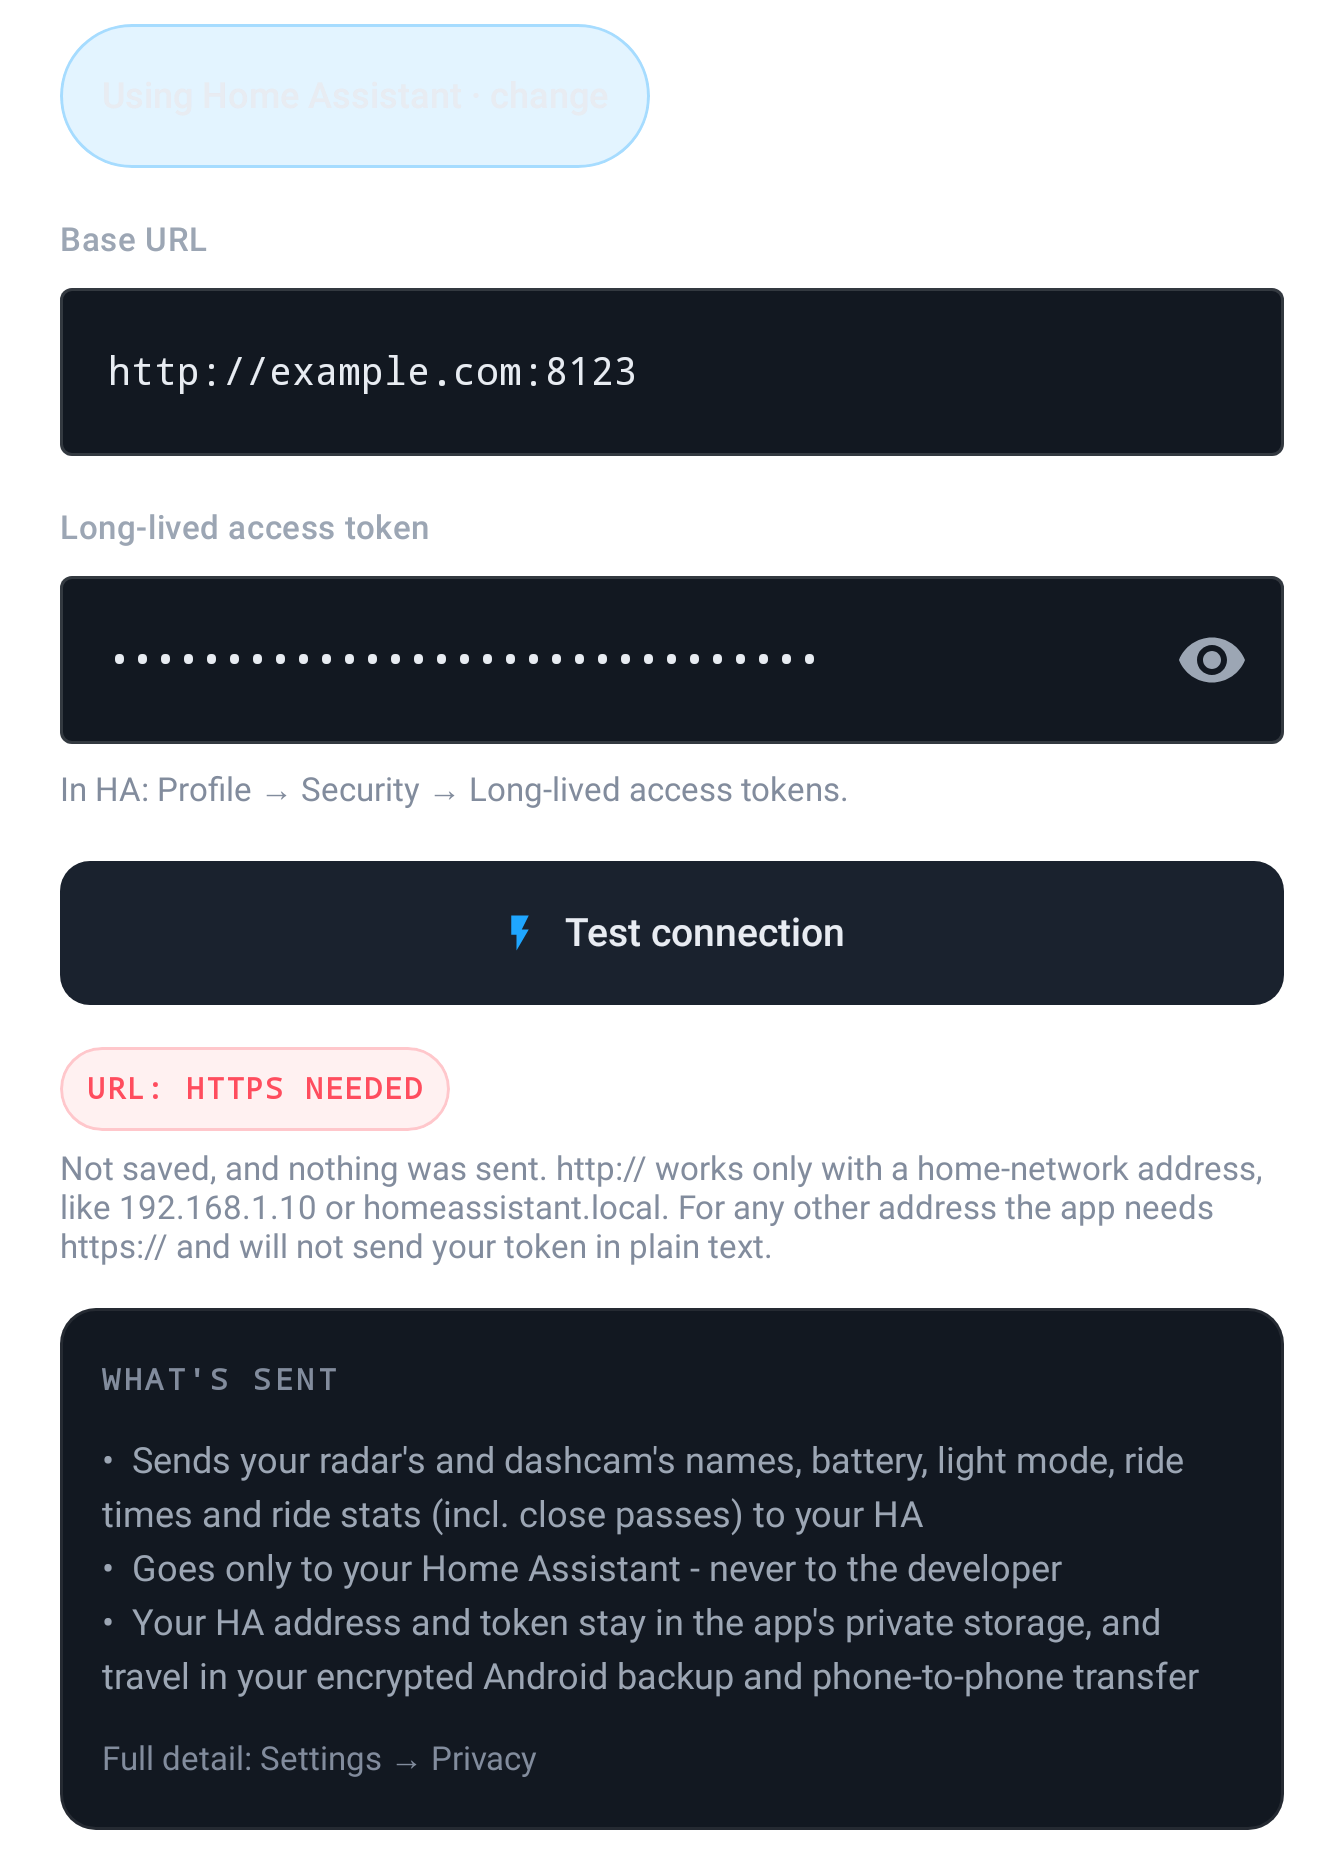 Using Home Assistant · change
Base URL
http://example.com:8123
Long-lived access token
•••••••••••••••••••••••••••••••
In HA: Profile → Security → Long-lived access tokens.
Test connection
URL: HTTPS NEEDED
Not saved, and nothing was sent. http:// works only with a home-network address,
like 192.168.1.10 or homeassistant.local. For any other address the app needs
https:// and will not send your token in plain text.
WHAT'S SENT
• Sends your radar's and dashcam's names, battery, light mode, ride
times and ride stats (incl. close passes) to your HA
• Goes only to your Home Assistant - never to the developer
• Your HA address and token stay in the app's private storage, and
travel in your encrypted Android backup and phone-to-phone transfer
Full detail: Settings → Privacy